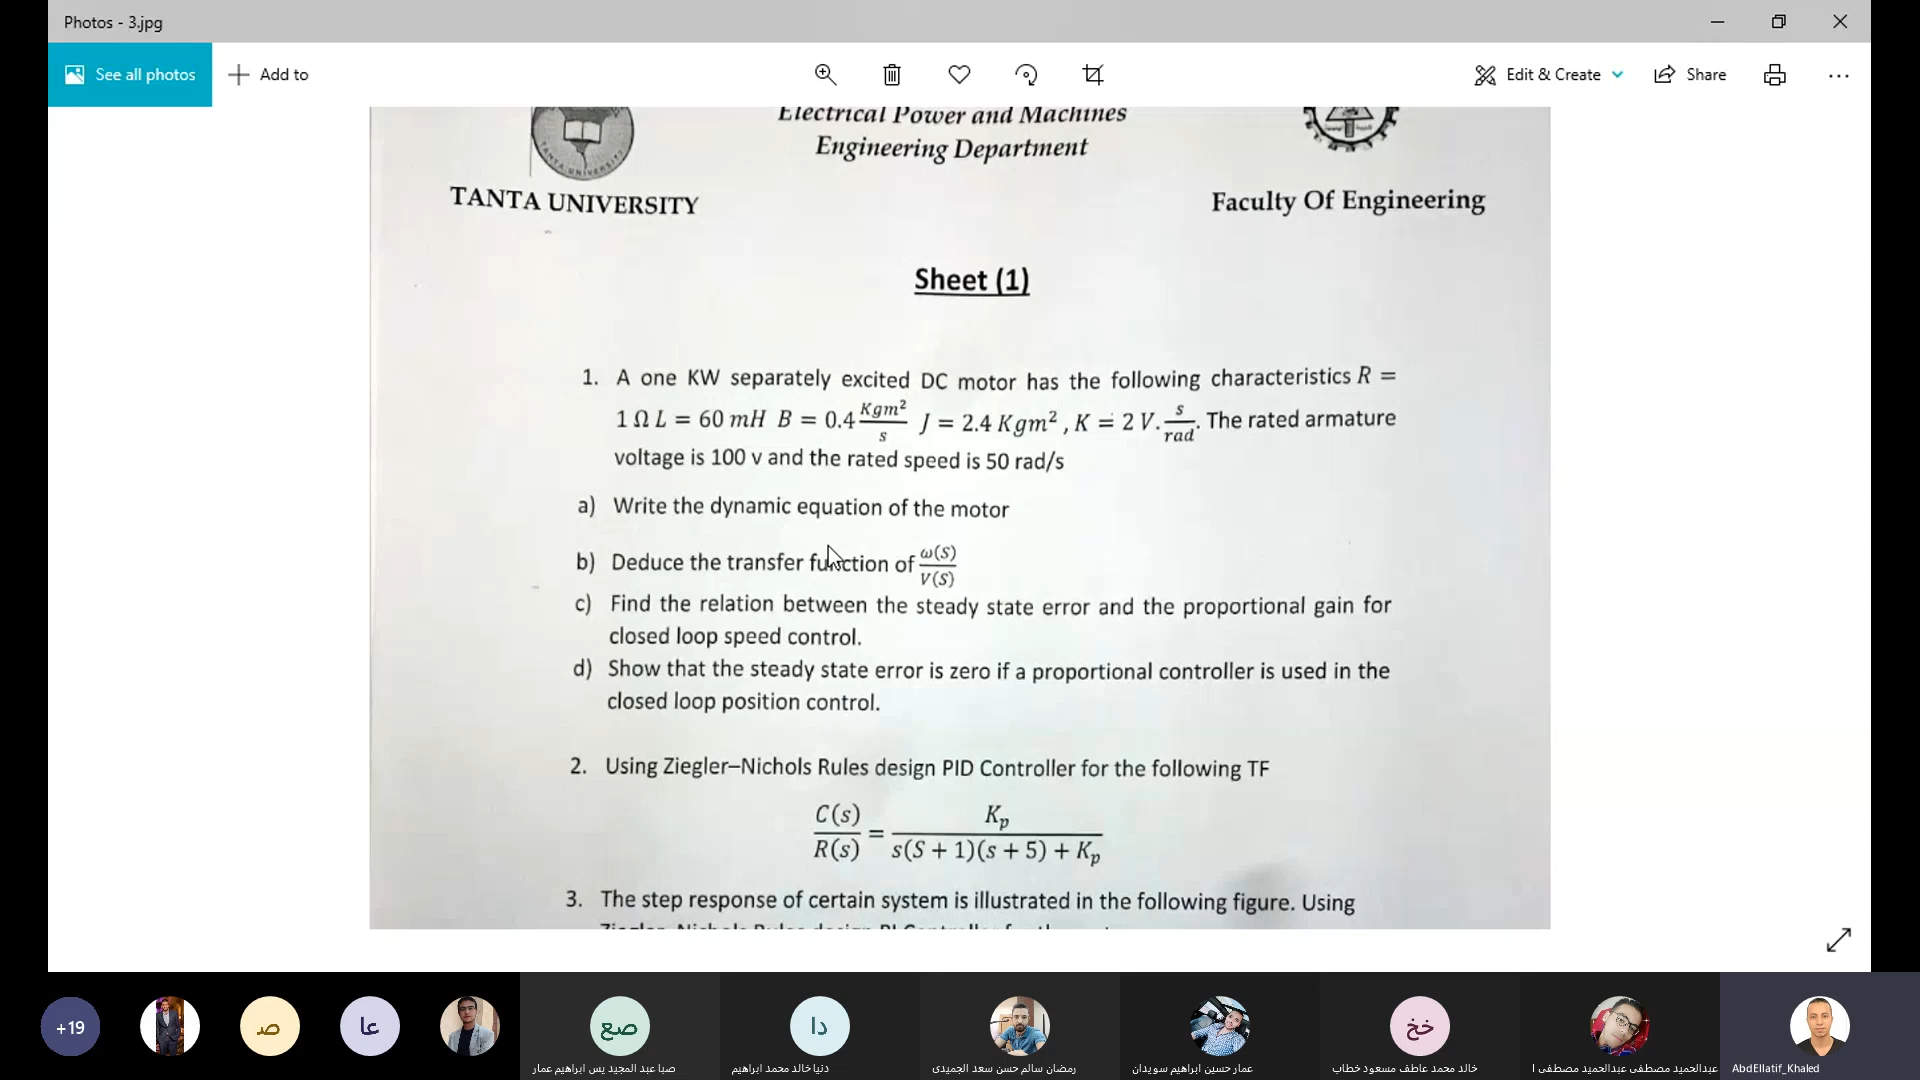 Photos - 3.jpg
See all photos
Add to
Edit & Create
Share
Electrical Power and Machines
Engineering Department
TANTA UNIVERSITY
Faculty Of Engineering
Sheet (1)
1. A one KW separately excited DC motor has the following characteristics R =
1 Ω L = 60 mH B = 0.4 Kgm²/s J = 2.4 Kgm² , K = 2 V. s/rad. The rated armature
voltage is 100 v and the rated speed is 50 rad/s
a) Write the dynamic equation of the motor
b) Deduce the transfer function of ω(S)/V(S)
c) Find the relation between the steady state error and the proportional gain for
closed loop speed control.
d) Show that the steady state error is zero if a proportional controller is used in the
closed loop position control.
2. Using Ziegler–Nichols Rules design PID Controller for the following TF
C(s)/R(s) = Kp / s(S + 1)(s + 5) + Kp
3. The step response of certain system is illustrated in the following figure. Using
+19
صـ
عا
صع
دا
خخ
صبا عبد المجيد يس ابراهيم عمار
دنيا خالد محمد ابراهيم
رمضان سالم حسن سعد الجميدى
عمار حسين ابراهيم سويدان
خالد محمد عاطف مسعود خطاب
عبدالحميد مصطفى عبدالحميد مصطفى ا
AbdEllatif_Khaled